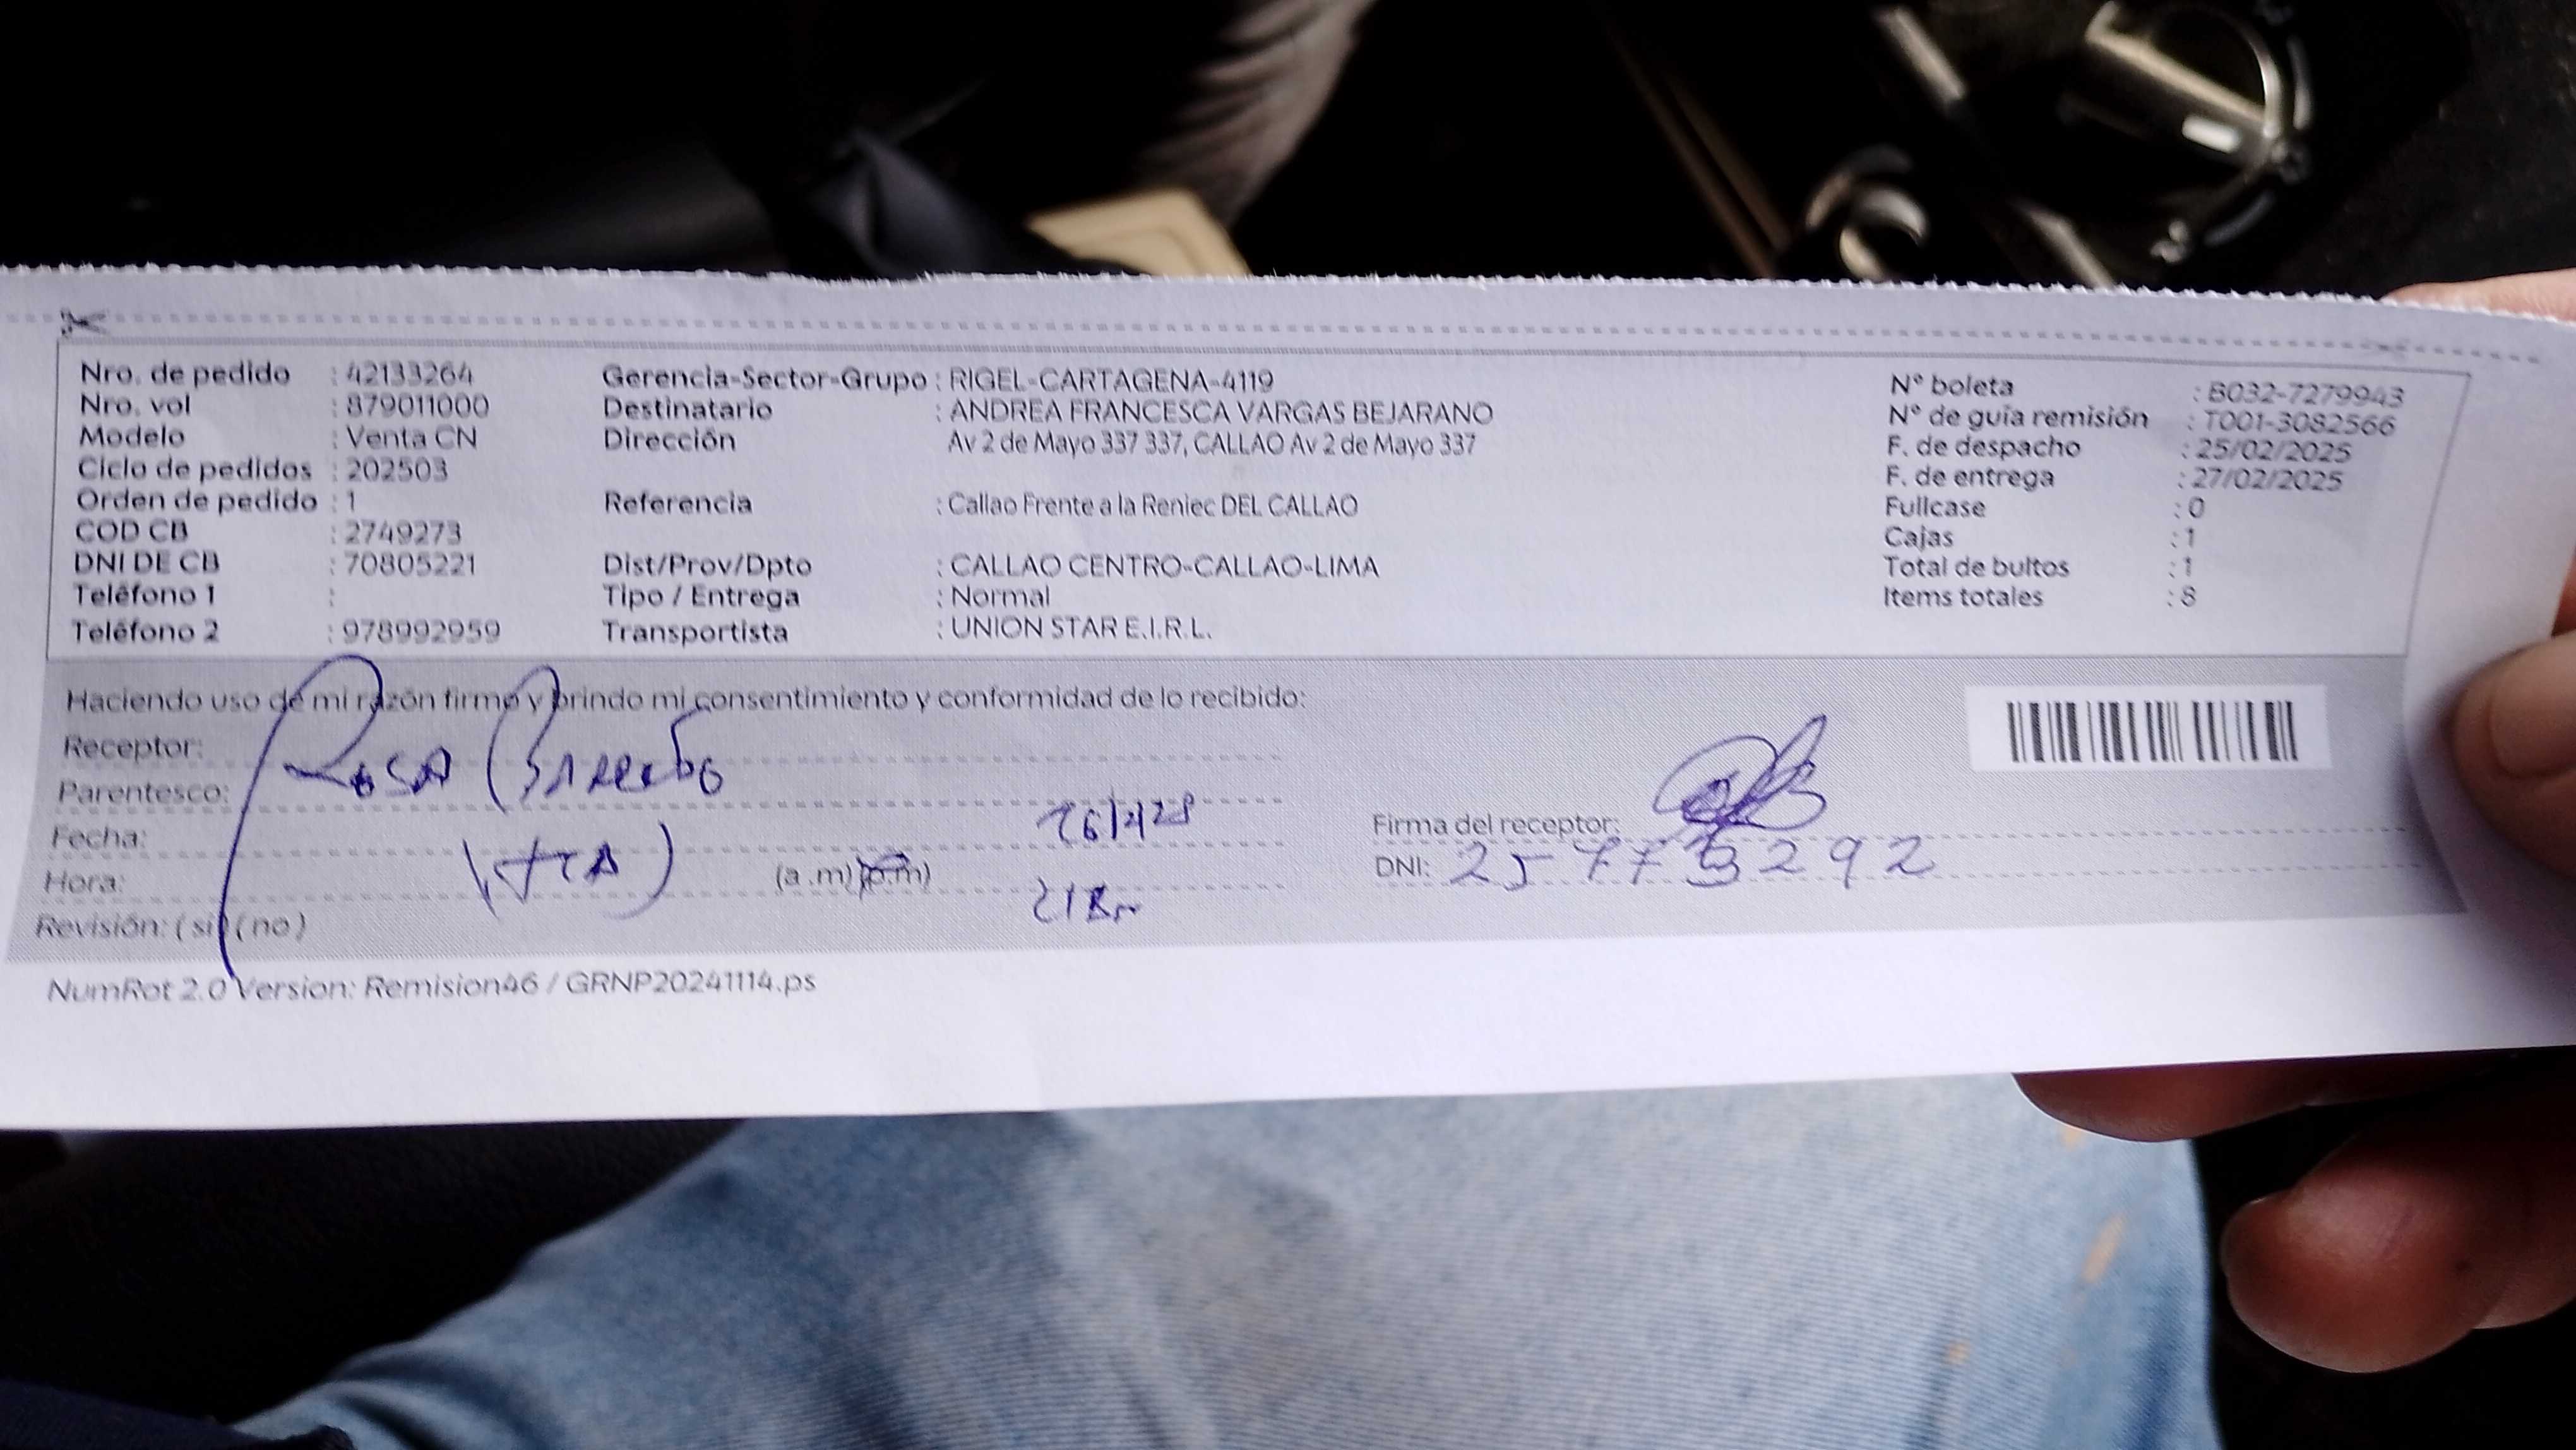 Nro. de pedido : 42133264 Gerencia-Sector-Grupo : RIGEL-CARTAGENA-4119 N° boleta : B032-7279943
Nro. vol : 879011000 Destinatario : ANDREA FRANCESCA VARGAS BEJARANO N° de guía remisión : T001-3082566
Modelo : Venta CN Dirección Av 2 de Mayo 337 337, CALLAO Av 2 de Mayo 337 F. de despacho : 25/02/2025
Ciclo de pedidos : 202503 F. de entrega : 27/02/2025
Orden de pedido : 1 Referencia : Callao Frente a la Reniec DEL CALLAO Fullcase : 0
COD CB : 2749273 Cajas : 1
DNI DE CB : 70805221 Dist/Prov/Dpto : CALLAO CENTRO-CALLAO-LIMA Total de bultos : 1
Teléfono 1 : Tipo / Entrega : Normal Items totales : 8
Teléfono 2 : 978992959 Transportista : UNION STAR E.I.R.L.
Haciendo uso de mi razón firmo y brindo mi consentimiento y conformidad de lo recibido:
Receptor: Rosa
Parentesco:
Fecha: Firma del receptor:
Hora: (a.m) (p.m) DNI:
Revisión: ( si ) ( no )
NumRot 2.0 Version: Remision46 / GRNP20241114.ps